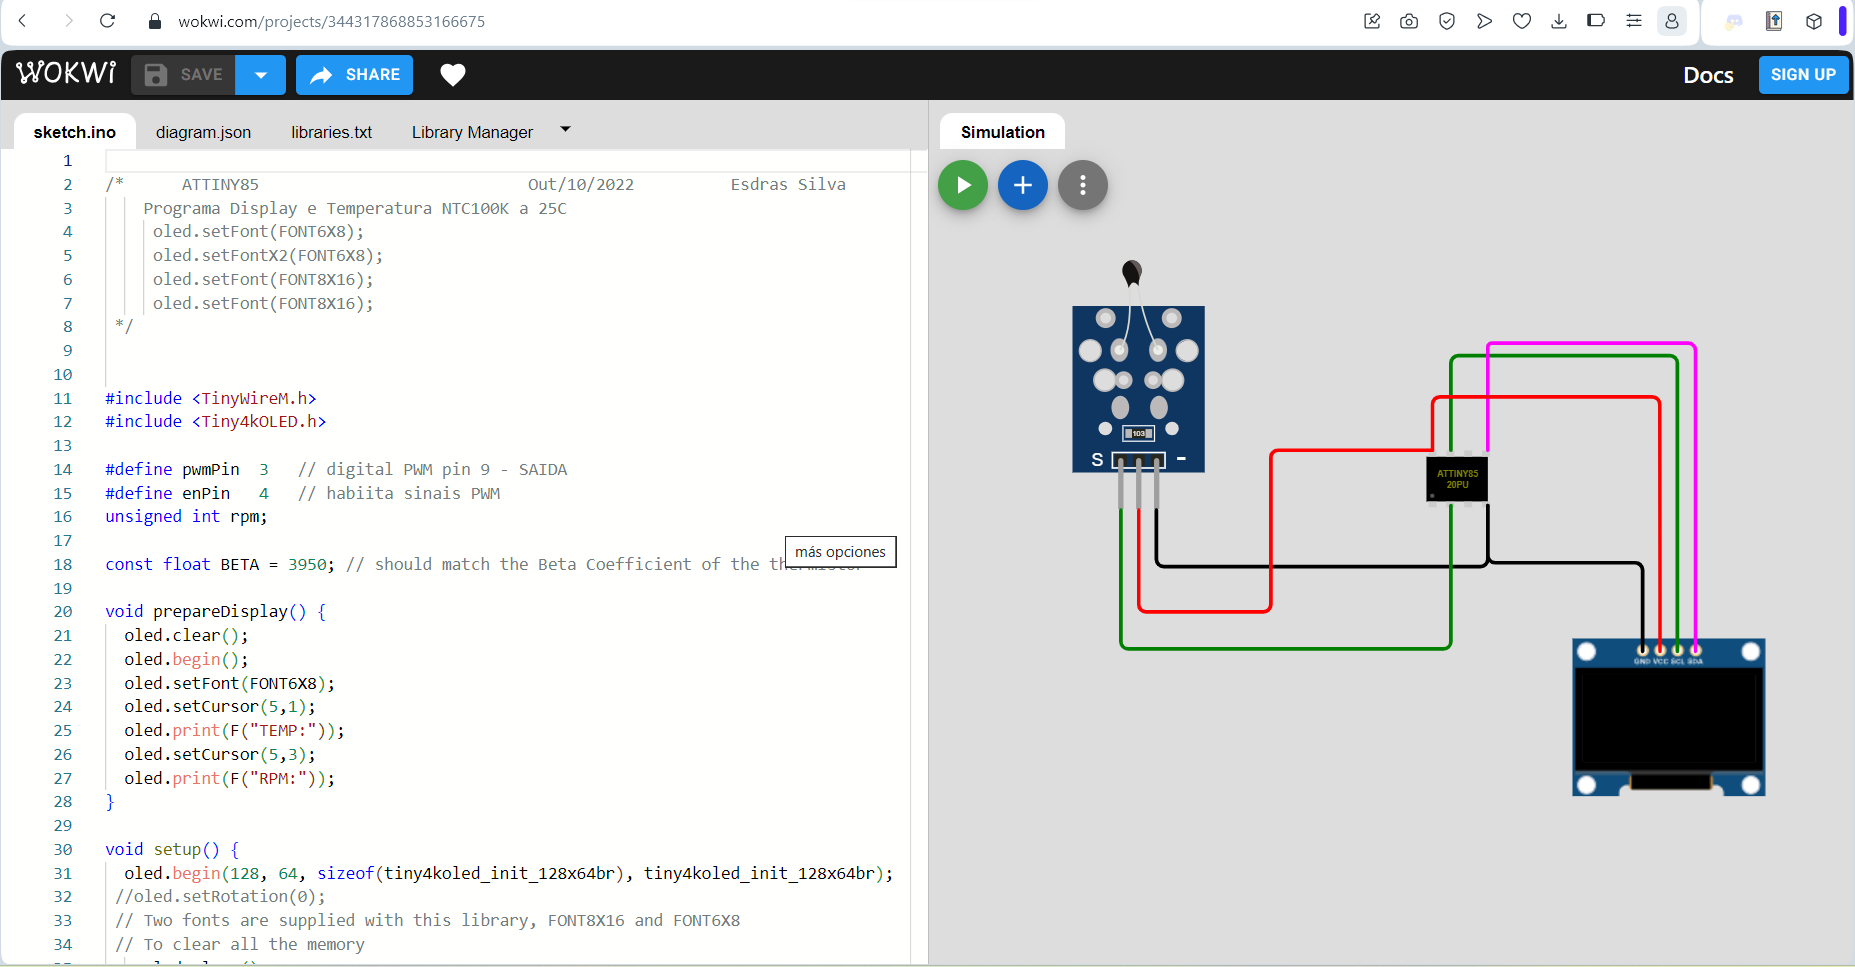 wokwi.com/projects/344317868853166675
WOKWi
SAVE
SHARE
Docs
SIGN UP
sketch.ino
diagram.json
libraries.txt
Library Manager
Simulation
1
2 /* ATTINY85 Out/10/2022 Esdras Silva
3 Programa Display e Temperatura NTC100K a 25C
4 oled.setFont(FONT6X8);
5 oled.setFontX2(FONT6X8);
6 oled.setFont(FONT8X16);
7 oled.setFont(FONT8X16);
8 */
9
10
11 #include <TinyWireM.h>
12 #include <Tiny4kOLED.h>
13
14 #define pwmPin 3 // digital PWM pin 9 - SAIDA
15 #define enPin 4 // habiita sinais PWM
16 unsigned int rpm;
17
18 const float BETA = 3950; // should match the Beta Coefficient of the thermistor
más opciones
19
20 void prepareDisplay() {
21 oled.clear();
22 oled.begin();
23 oled.setFont(FONT6X8);
24 oled.setCursor(5,1);
25 oled.print(F("TEMP:"));
26 oled.setCursor(5,3);
27 oled.print(F("RPM:"));
28 }
29
30 void setup() {
31 oled.begin(128, 64, sizeof(tiny4koled_init_128x64br), tiny4koled_init_128x64br);
32 //oled.setRotation(0);
33 // Two fonts are supplied with this library, FONT8X16 and FONT6X8
34 // To clear all the memory
103
S -
ATTINY85
20PU
GND VCC SCL SDA